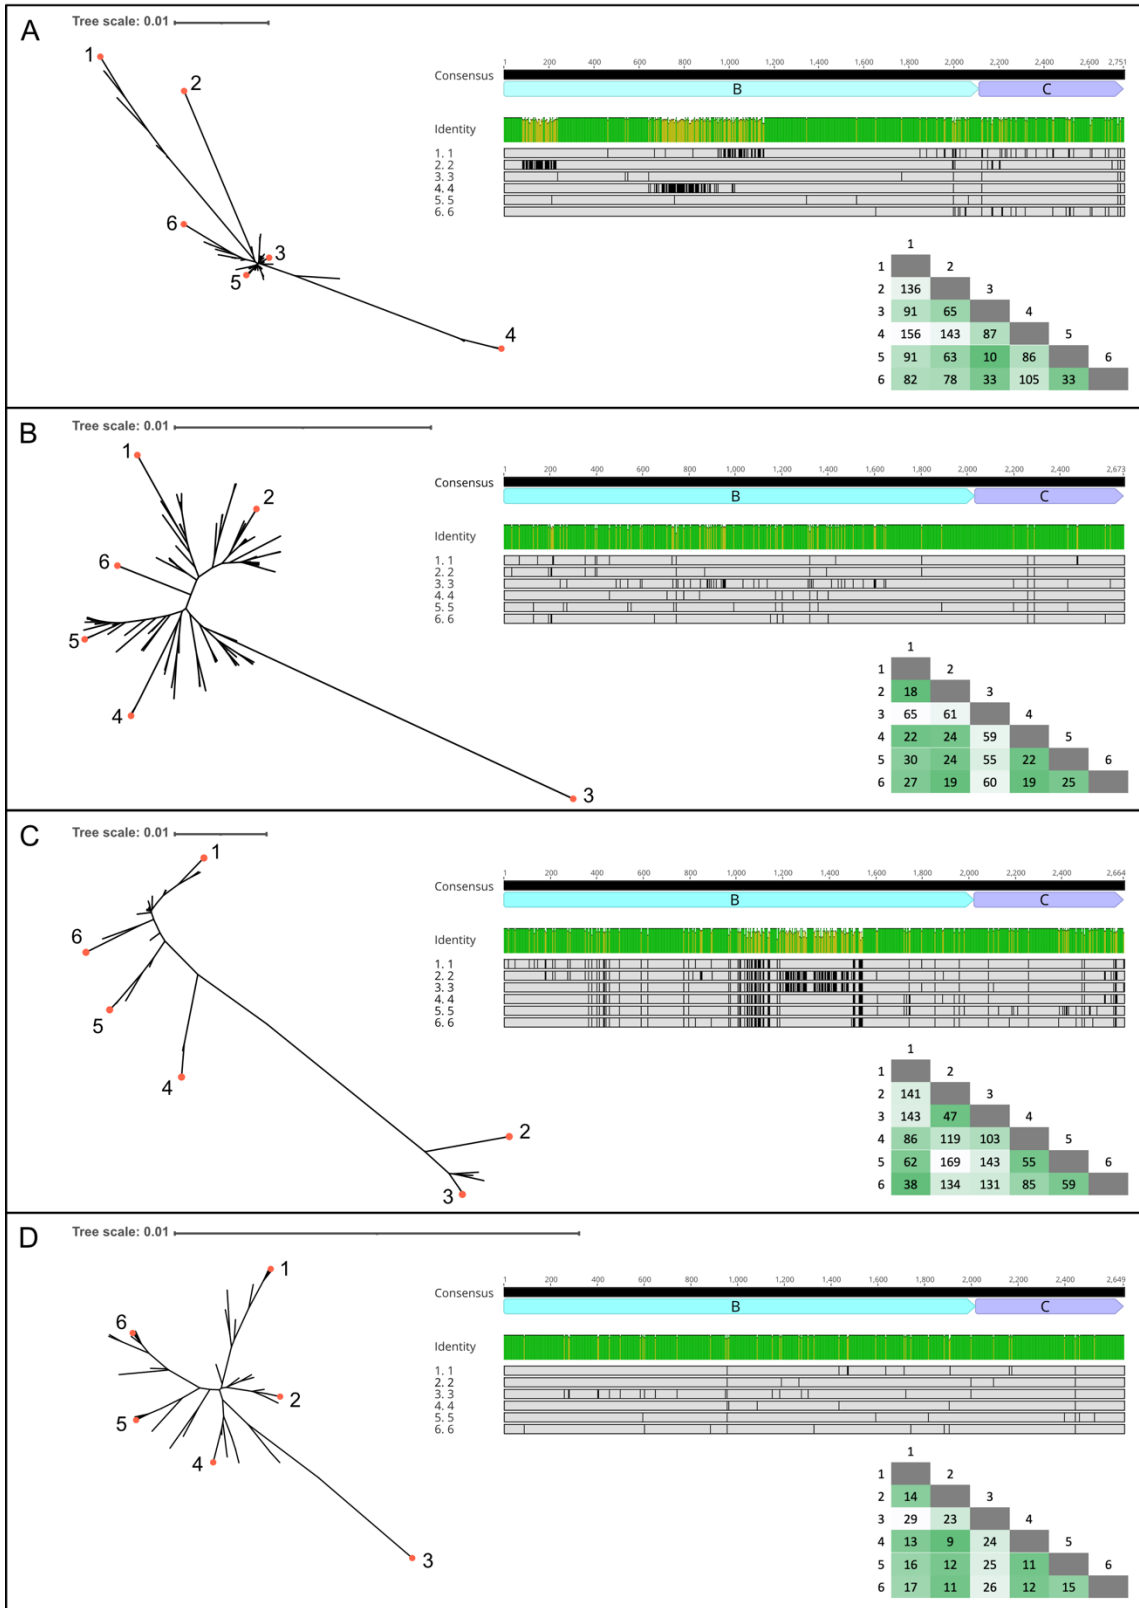 A
Tree scale: 0.01
1
2
6
3
5
4
1 200 400 600 800 1,000 1,200 1,400 1,600 1,800 2,000 2,200 2,400 2,600 2,751
Consensus
B C
Identity
1. 1
2. 2
3. 3
4. 4
5. 5
6. 6
1
1 2
2 136 3
3 91 65 4
4 156 143 87 5
5 91 63 10 86 6
6 82 78 33 105 33
B
Tree scale: 0.01
1
2
6
5
4
3
1 200 400 600 800 1,000 1,200 1,400 1,600 1,800 2,000 2,200 2,400 2,673
Consensus
B C
Identity
1. 1
2. 2
3. 3
4. 4
5. 5
6. 6
1
1 2
2 18 3
3 65 61 4
4 22 24 59 5
5 30 24 55 22 6
6 27 19 60 19 25
C
Tree scale: 0.01
1
6
5
4
2
3
1 200 400 600 800 1,000 1,200 1,400 1,600 1,800 2,000 2,200 2,400 2,664
Consensus
B C
Identity
1. 1
2. 2
3. 3
4. 4
5. 5
6. 6
1
1 2
2 141 3
3 143 47 4
4 86 119 103 5
5 62 169 143 55 6
6 38 134 131 85 59
D
Tree scale: 0.01
1
6
2
5
4
3
1 200 400 600 800 1,000 1,200 1,400 1,600 1,800 2,000 2,200 2,400 2,649
Consensus
B C
Identity
1. 1
2. 2
3. 3
4. 4
5. 5
6. 6
1
1 2
2 14 3
3 29 23 4
4 13 9 24 5
5 16 12 25 11 6
6 17 11 26 12 15